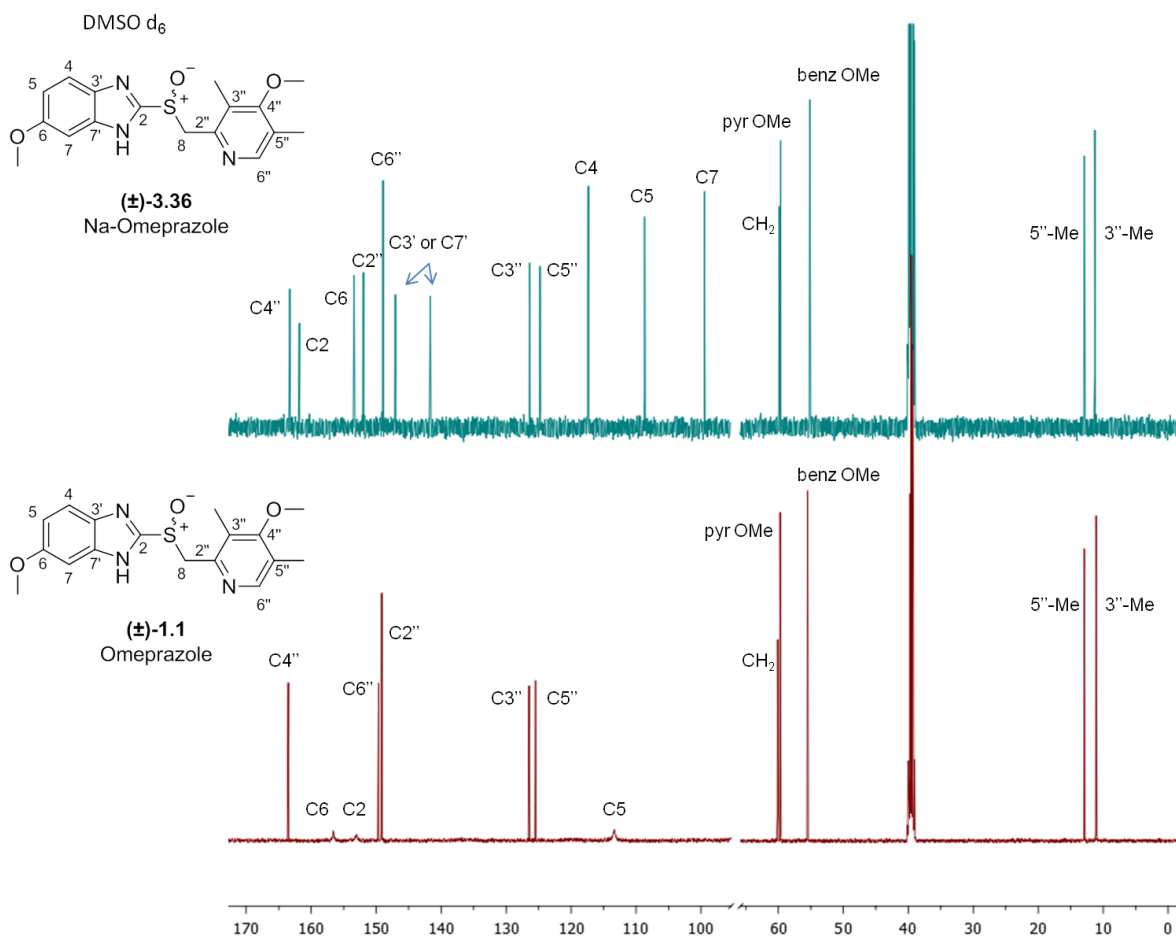 DMSO d6
4
5
3'
N
O−
S
+
2
6
7'
7
N
H
O
8
2''
3''
O
4''
5''
N
6''
(±)-3.36
Na-Omeprazole
C4’’
C2
C6
C2’’
C6’’
C3’ or C7’
C3’’
C5’’
C4
C5
C7
CH2
pyr OMe
benz OMe
5’’-Me
3’’-Me
4
5
3'
N
O−
S
+
2
6
7'
7
N
H
O
8
2''
3''
O
4''
5''
N
6''
(±)-1.1
Omeprazole
C4’’
C6
C2
C6’’
C2’’
C3’’
C5’’
C5
CH2
pyr OMe
benz OMe
5’’-Me
3’’-Me
170 160 150 140 130 120 110 100 60 50 40 30 20 10 0